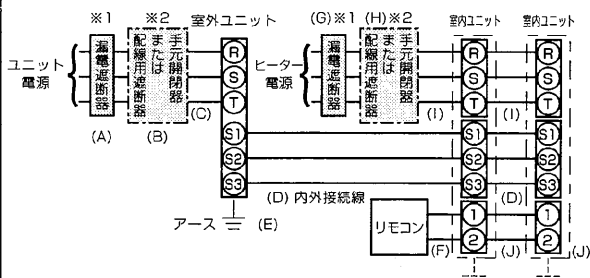 ※1
※2
室外ユニット
(G)※1
(H)※2
室内ユニット
室内ユニット
ユニット
電源
漏電遮断器
配線用遮断器
または
手元開閉器
R
S
T
ヒーター
電源
漏電遮断器
配線用遮断器
または
手元開閉器
R
S
T
R
S
T
(A)
(B)
(C)
(I)
(I)
S1
S2
S3
S1
S2
S3
S1
S2
S3
(D) 内外接続線
(D)
アース
(E)
リモコン
1
2
1
2
(F)
(J)
(J)